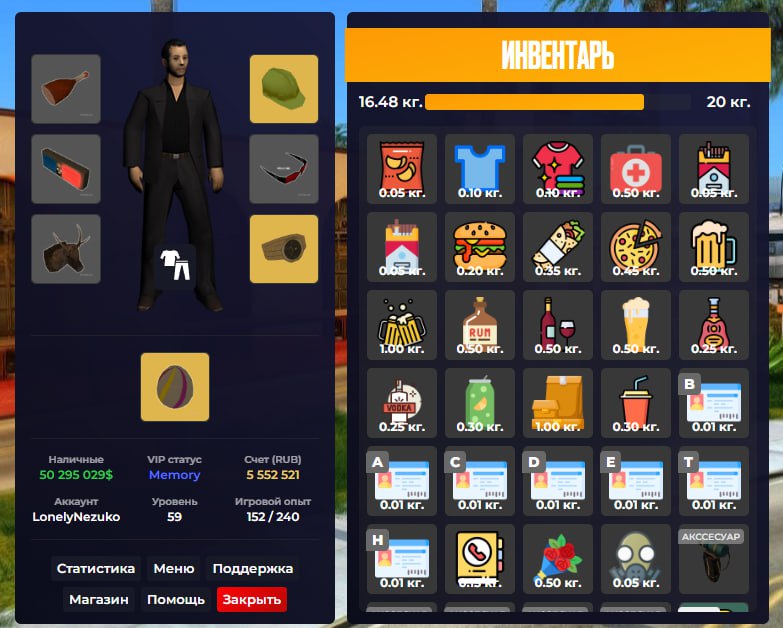 ИНВЕНТАРЬ
16.48 кг.
20 кг.
0.05 кг.
0.10 кг.
0.10 кг.
0.50 кг.
0.05 кг.
0.05 кг.
0.20 кг.
0.35 кг.
0.45 кг.
0.50 кг.
1.00 кг.
RUM
0.50 кг.
0.50 кг.
0.50 кг.
0.25 кг.
VODKA
0.25 кг.
0.30 кг.
1.00 кг.
0.30 кг.
B
0.01 кг.
A
0.01 кг.
C
0.01 кг.
D
0.01 кг.
E
0.01 кг.
T
0.01 кг.
H
0.01 кг.
0.15 кг.
0.50 кг.
0.05 кг.
АКССЕСУАР
Наличные
VIP статус
Счет (RUB)
50 295 029$
Memory
5 552 521
Аккаунт
Уровень
Игровой опыт
LonelyNezuko
59
152 / 240
Статистика
Меню
Поддержка
Магазин
Помощь
Закрыть